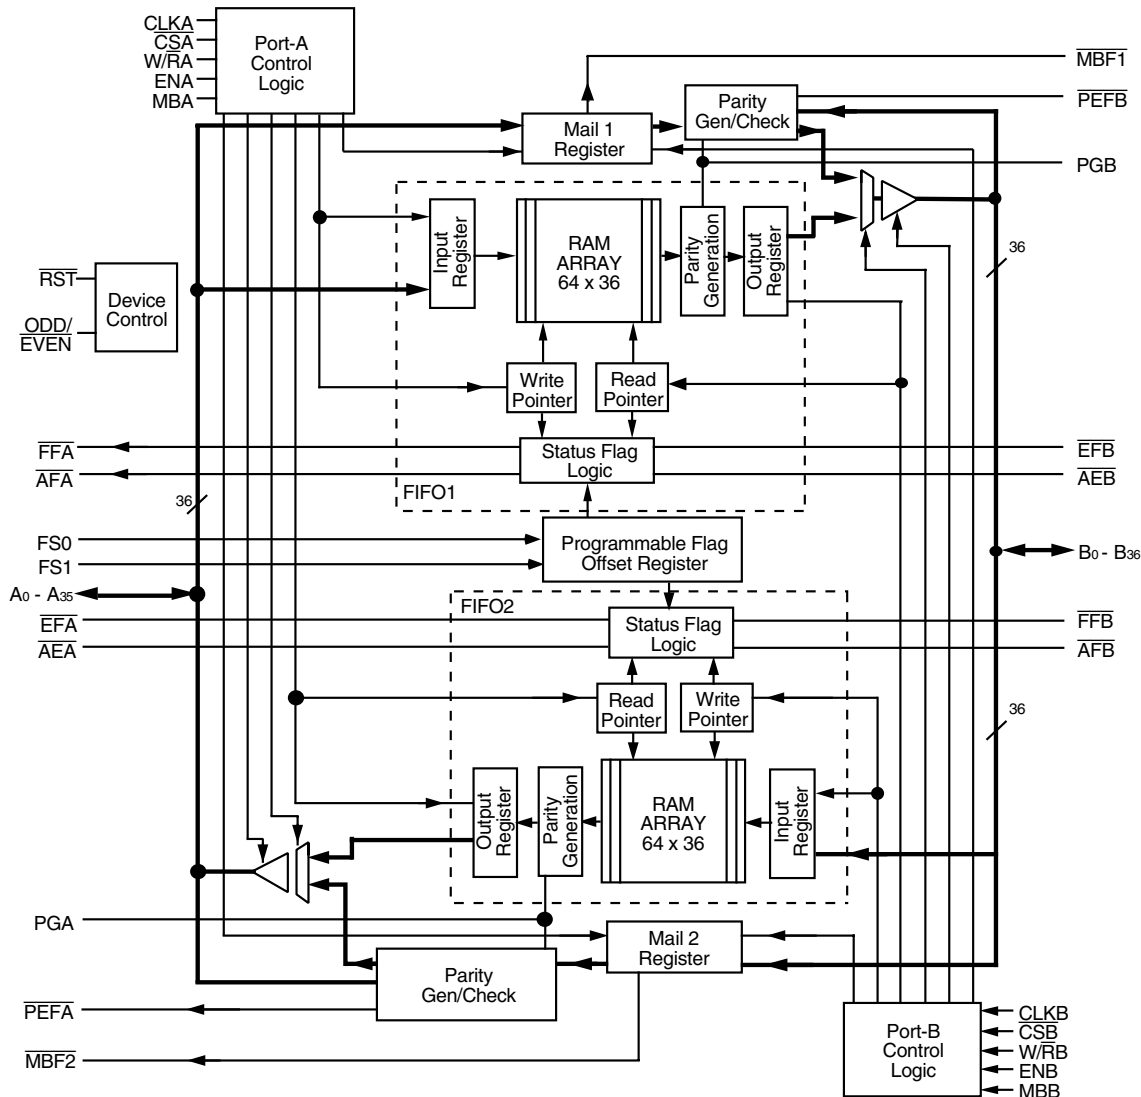 CLKA
CSA
W/RA
ENA
MBA
Port-A
Control
Logic
MBF1
PEFB
PGB
Mail 1
Register
Parity
Gen/Check
36
Input
Register
RAM
ARRAY
64 x 36
Parity
Generation
Output
Register
RST
ODD/
EVEN
Device
Control
Write
Pointer
Read
Pointer
FFA
AFA
Status Flag
Logic
EFB
AEB
FIFO1
36
FS0
FS1
Programmable Flag
Offset Register
A0 - A35
B0 - B36
FIFO2
EFA
AEA
Status Flag
Logic
FFB
AFB
Read
Pointer
Write
Pointer
36
Output
Register
Parity
Generation
RAM
ARRAY
64 x 36
Input
Register
PGA
Mail 2
Register
Parity
Gen/Check
PEFA
MBF2
Port-B
Control
Logic
CLKB
CSB
W/RB
ENB
MBB